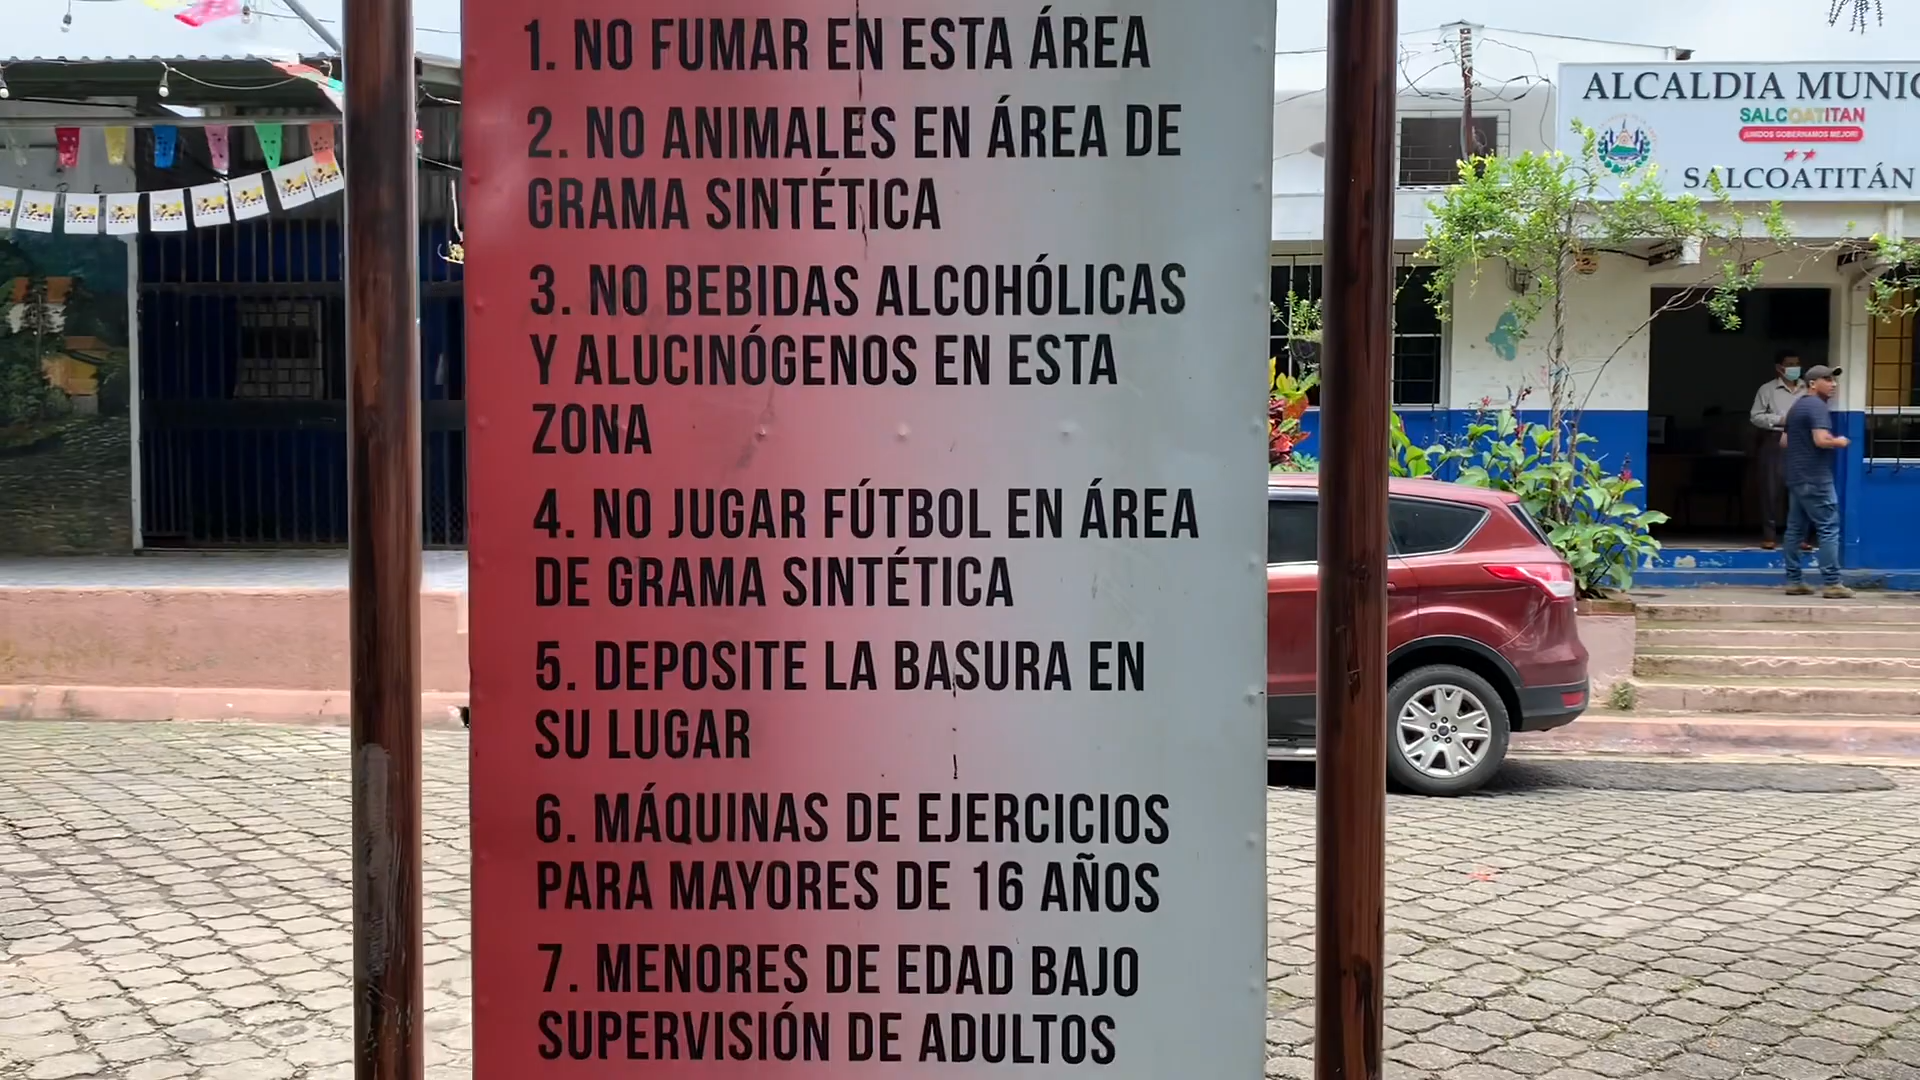 1. NO FUMAR EN ESTA ÁREA
2. NO ANIMALES EN ÁREA DE
GRAMA SINTÉTICA
3. NO BEBIDAS ALCOHÓLICAS
Y ALUCINÓGENOS EN ESTA
ZONA
4. NO JUGAR FÚTBOL EN ÁREA
DE GRAMA SINTÉTICA
5. DEPOSITE LA BASURA EN
SU LUGAR
6. MÁQUINAS DE EJERCICIOS
PARA MAYORES DE 16 AÑOS
7. MENORES DE EDAD BAJO
SUPERVISIÓN DE ADULTOS
ALCALDIA MUNIC
SALCOATITAN
¡UNIDOS GOBERNAMOS MEJOR!
SALCOATITÁN